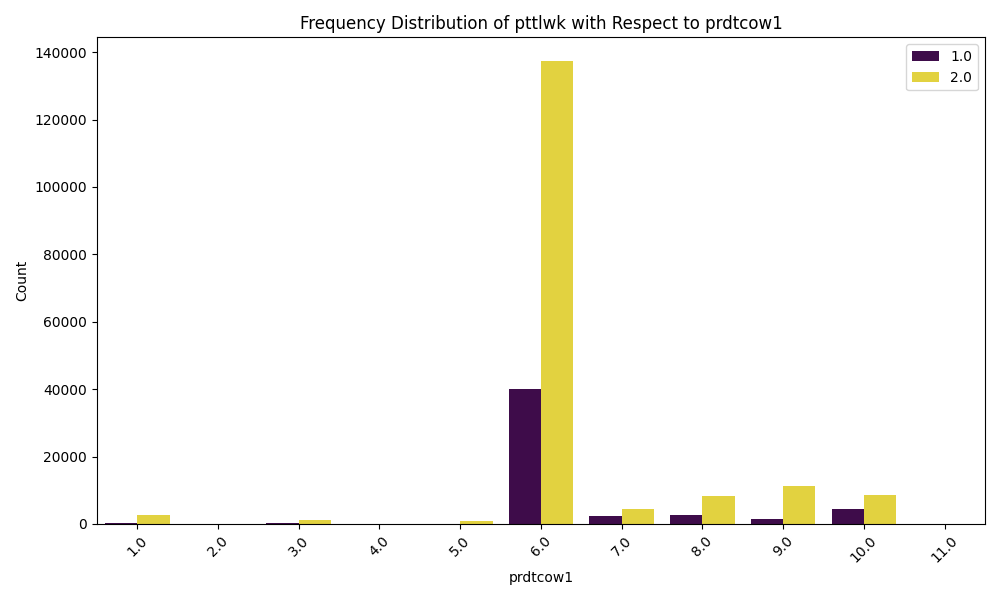 Frequency Distribution of pttlwk with Respect to prdtcow1
1.0
2.0
140000
120000
100000
80000
60000
40000
20000
0
Count
1.0 2.0 3.0 4.0 5.0 6.0 7.0 8.0 9.0 10.0 11.0
prdtcow1